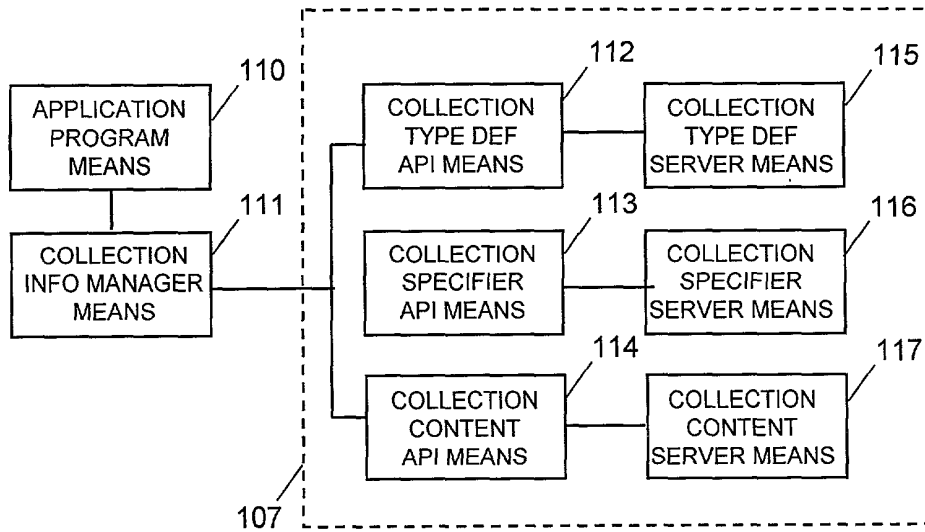 110
APPLICATION
PROGRAM
MEANS
111
COLLECTION
INFO MANAGER
MEANS
112
COLLECTION
TYPE DEF
API MEANS
115
COLLECTION
TYPE DEF
SERVER MEANS
113
COLLECTION
SPECIFIER
API MEANS
116
COLLECTION
SPECIFIER
SERVER MEANS
114
COLLECTION
CONTENT
API MEANS
117
COLLECTION
CONTENT
SERVER MEANS
107